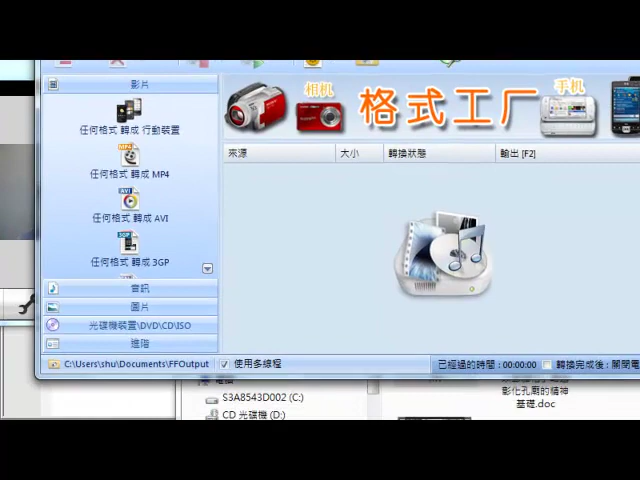 影片
相机
格式工厂
手机
任何格式 轉成 行動裝置
來源
大小
轉換狀態
輸出 [F2]
MP4
任何格式 轉成 MP4
AVI
任何格式 轉成 AVI
3GP
任何格式 轉成 3GP
音訊
圖片
光碟機裝置\DVD\CD\ISO
進階
C:\Users\shu\Documents\FFOutput
使用多線程
已經過的時間 : 00:00:00
轉換完成後 : 關閉電
S3A8543D002 (C:)
CD 光碟機 (D:)
彰化孔廟的精神
基礎.doc